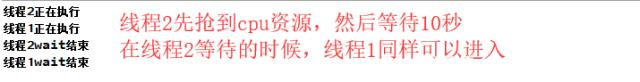 线程2正在执行
线程1正在执行
线程2wait结束
线程1wait结束
线程2先抢到cpu资源，然后等待10秒
在线程2等待的时候，线程1同样可以进入